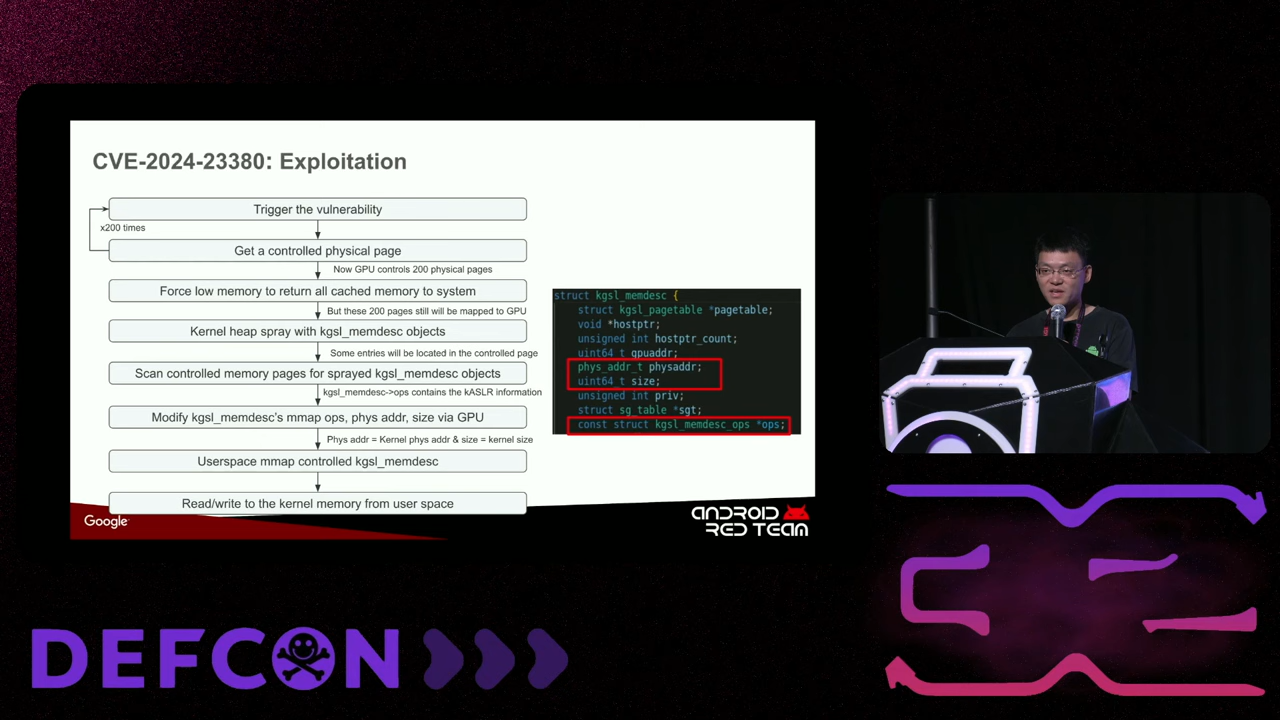 CVE-2024-23380: Exploitation
Trigger the vulnerability
x200 times
Get a controlled physical page
Now GPU controls 200 physical pages
Force low memory to return all cached memory to system
But these 200 pages still will be mapped to GPU
Kernel heap spray with kgsl_memdesc objects
Some entries will be located in the controlled page
Scan controlled memory pages for sprayed kgsl_memdesc objects
kgsl_memdesc->ops contains the kASLR information
Modify kgsl_memdesc's mmap ops, phys addr, size via GPU
Phys addr = Kernel phys addr & size = kernel size
Userspace mmap controlled kgsl_memdesc
Read/write to the kernel memory from user space
struct kgsl_memdesc {
struct kgsl_pagetable *pagetable;
void *hostptr;
unsigned int hostptr_count;
uint64_t gpuaddr;
phys_addr_t physaddr;
uint64_t size;
unsigned int priv;
struct sg_table *sgt;
const struct kgsl_memdesc_ops *ops;
Google
ANDROID
RED TEAM
DEFCON